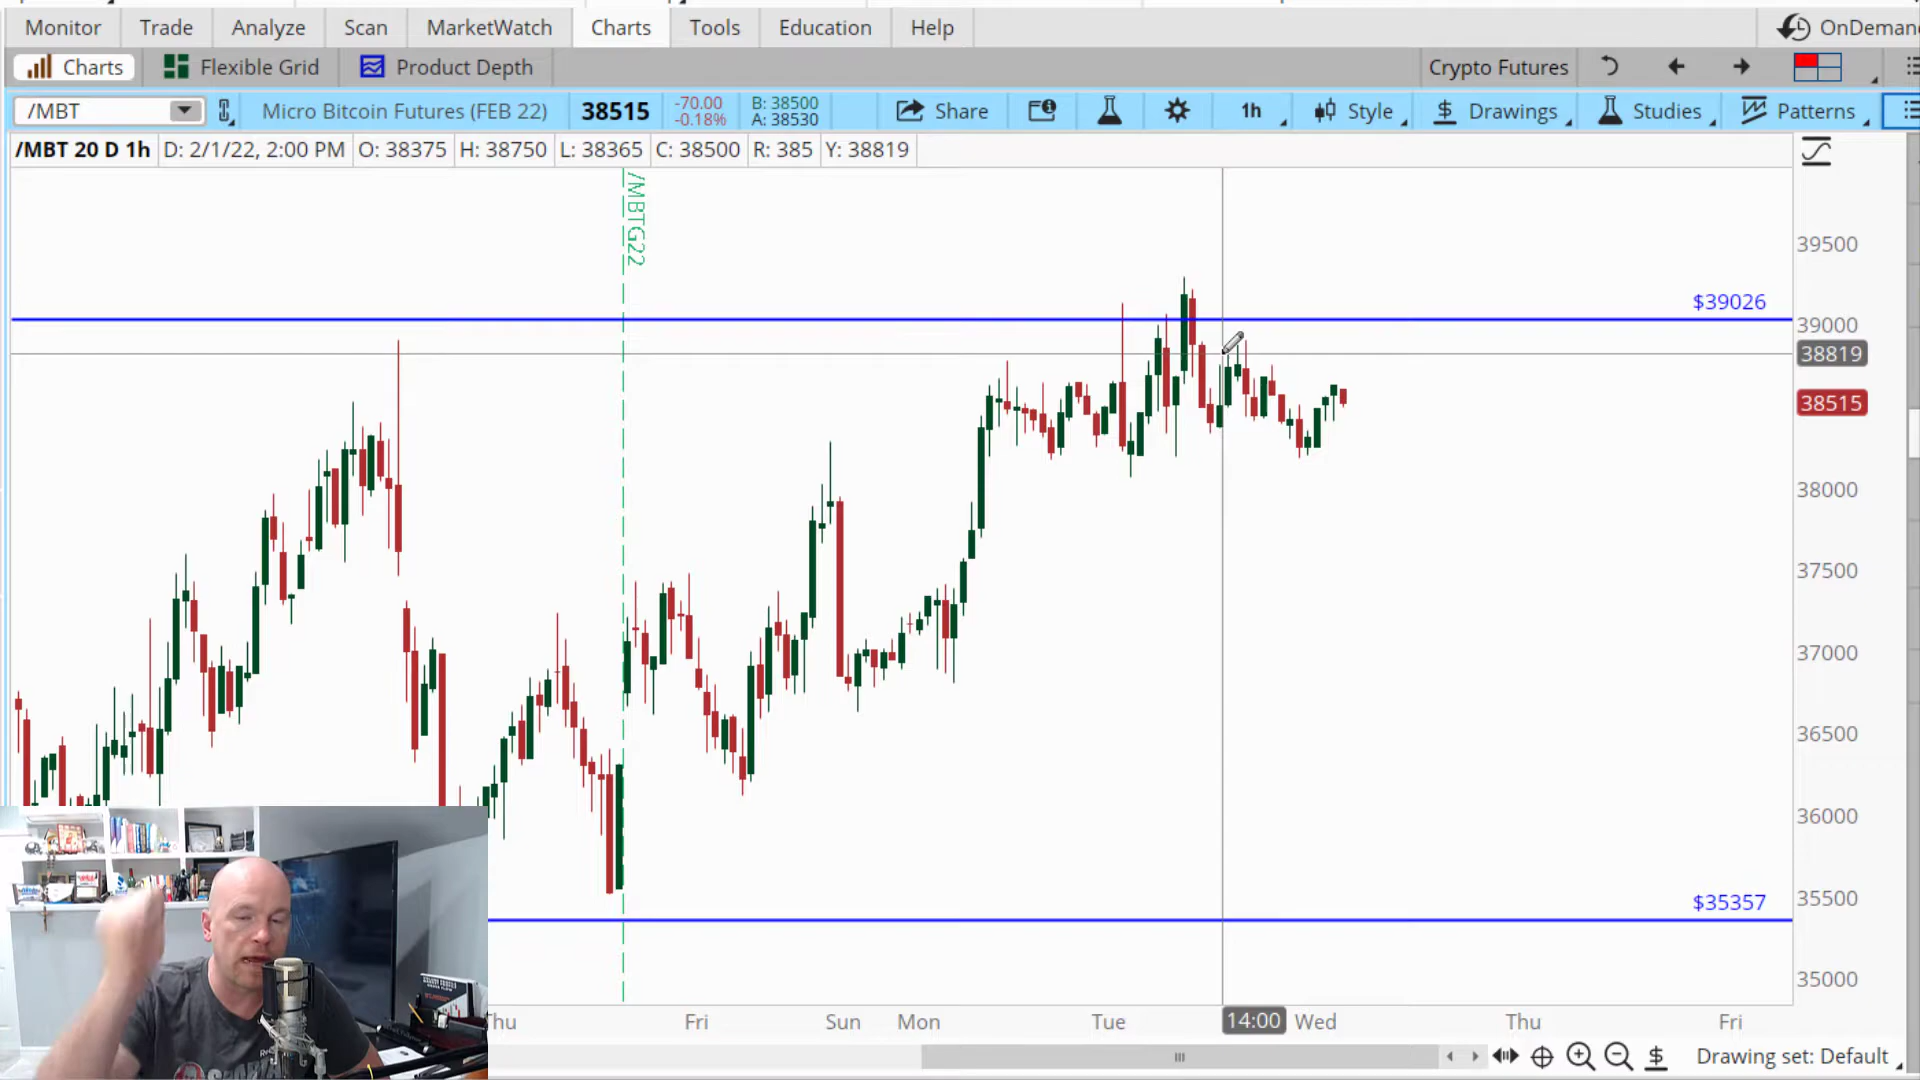 Monitor Trade Analyze Scan MarketWatch Charts Tools Education Help OnDeman
Charts Flexible Grid Product Depth Crypto Futures
/MBT Micro Bitcoin Futures (FEB 22) 38515 -70.00 B: 38500 Share 1h Style Drawings Studies Patterns
-0.18% A: 38530
/MBT 20 D 1h D: 2/1/22, 2:00 PM O: 38375 H: 38750 L: 38365 C: 38500 R: 385 Y: 38819
/MBTG22
39500
$39026
39000
38819
38515
38000
37500
37000
36500
36000
$35357
35500
35000
Thu Fri Sun Mon Tue 14:00 Wed Thu Fri
Drawing set: Default